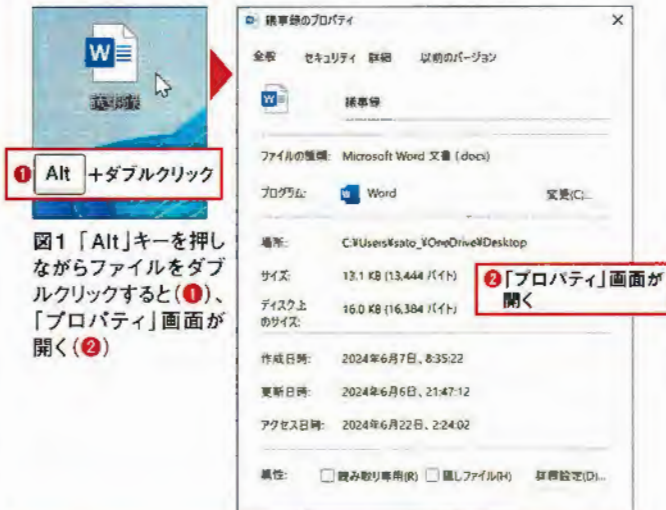 議事録
❶ Alt +ダブルクリック
図1 「Alt」キーを押し
ながらファイルをダブ
ルクリックすると(❶)、
「プロパティ」画面が
開く(❷)
議事録のプロパティ
全般 セキュリティ 詳細 以前のバージョン
議事録
ファイルの種類: Microsoft Word 文書 (.docx)
プログラム: Word 変更(C)...
場所: C:¥Users¥sato_¥OneDrive¥Desktop
サイズ: 13.1 KB (13,444 バイト)
ディスク上
のサイズ: 16.0 KB (16,384 バイト)
❷「プロパティ」画面が
開く
作成日時: 2024年6月7日、8:35:22
更新日時: 2024年6月6日、21:47:12
アクセス日時: 2024年6月22日、2:24:02
属性: 読み取り専用(R) 隠しファイル(H) 詳細設定(D)...